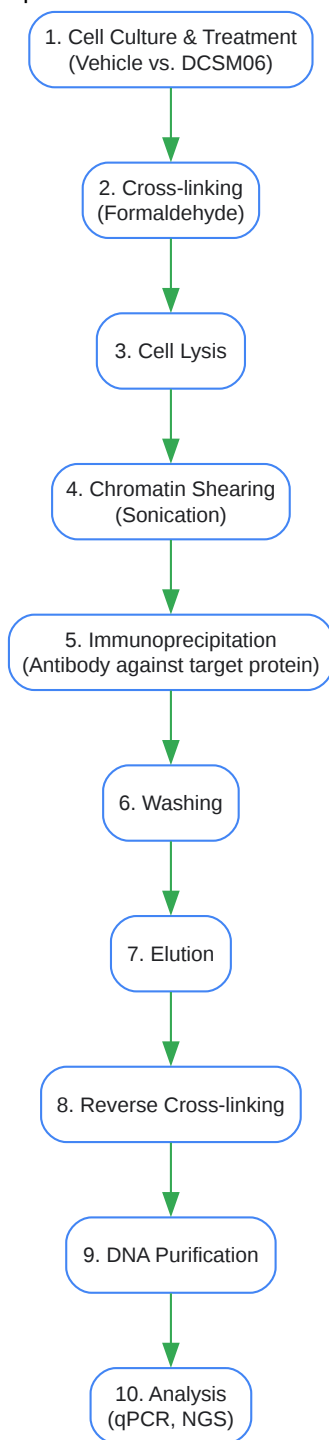 1. Cell Culture & Treatment
(Vehicle vs. DCSM06)
2. Cross-linking
(Formaldehyde)
3. Cell Lysis
4. Chromatin Shearing
(Sonication)
5. Immunoprecipitation
(Antibody against target protein)
6. Washing
7. Elution
8. Reverse Cross-linking
9. DNA Purification
10. Analysis
(qPCR, NGS)